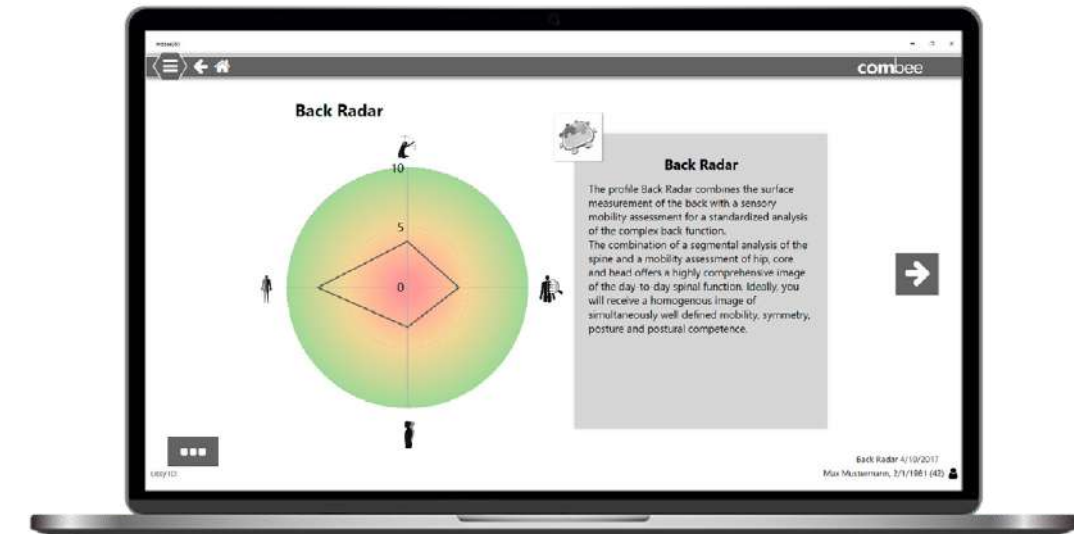 combee
Back Radar
10
5
0
Back Radar
The profile Back Radar combines the surface
measurement of the back with a sensory
mobility assessment for a standardized analysis
of the complex back function.
The combination of a segmental analysis of the
spine and a mobility assessment of hip, core
and head offers a highly comprehensive image
of the day-to-day spinal function. Ideally, you
will receive a homogenous image of
simultaneously well defined mobility, symmetry,
posture and postural competence.
Back Radar 4/10/2017
Max Mustermann, 2/1/1981 (42)